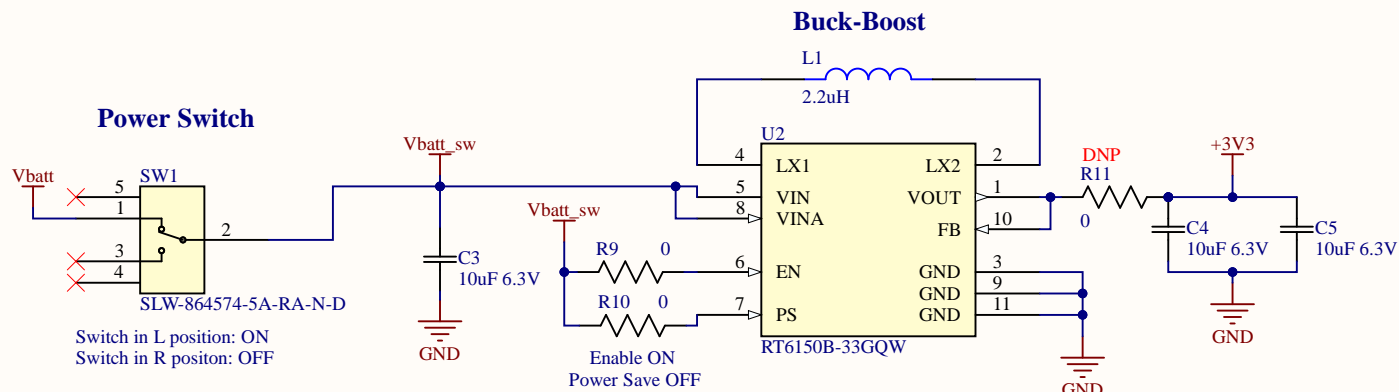 Buck-Boost
L1
2.2uH
Power Switch
U2
Vbatt_sw
Vbatt
SW1
5
1
2
3
4
SLW-864574-5A-RA-N-D
Switch in L position: ON
Switch in R positon: OFF
C3
10uF 6.3V
GND
Vbatt_sw
R9 0
R10 0
Enable ON
Power Save OFF
4 LX1 LX2 2
5 VIN VOUT 1
8 VINA
FB 10
6 EN GND 3
GND 9
7 PS GND 11
RT6150B-33GQW
GND
DNP
R11
0
+3V3
C4
10uF 6.3V
C5
10uF 6.3V
GND